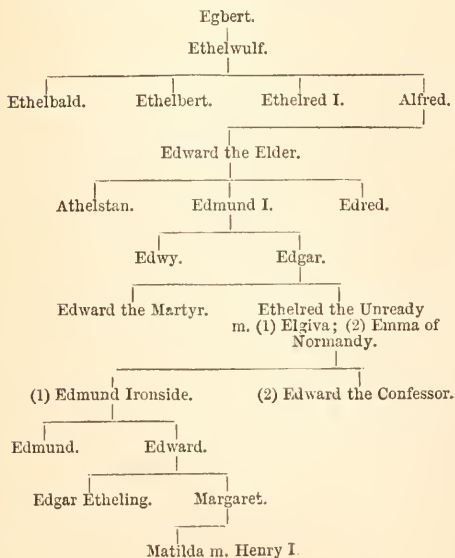 Egbert.
Ethelwulf.
Ethelbald. Ethelbert. Ethelred I. Alfred.
Edward the Elder.
Athelstan. Edmund I. Edred.
Edwy. Edgar.
Edward the Martyr. Ethelred the Unready
m. (1) Elgiva; (2) Emma of
Normandy.
(1) Edmund Ironside. (2) Edward the Confessor.
Edmund. Edward.
Edgar Etheling. Margaret.
Matilda m. Henry I